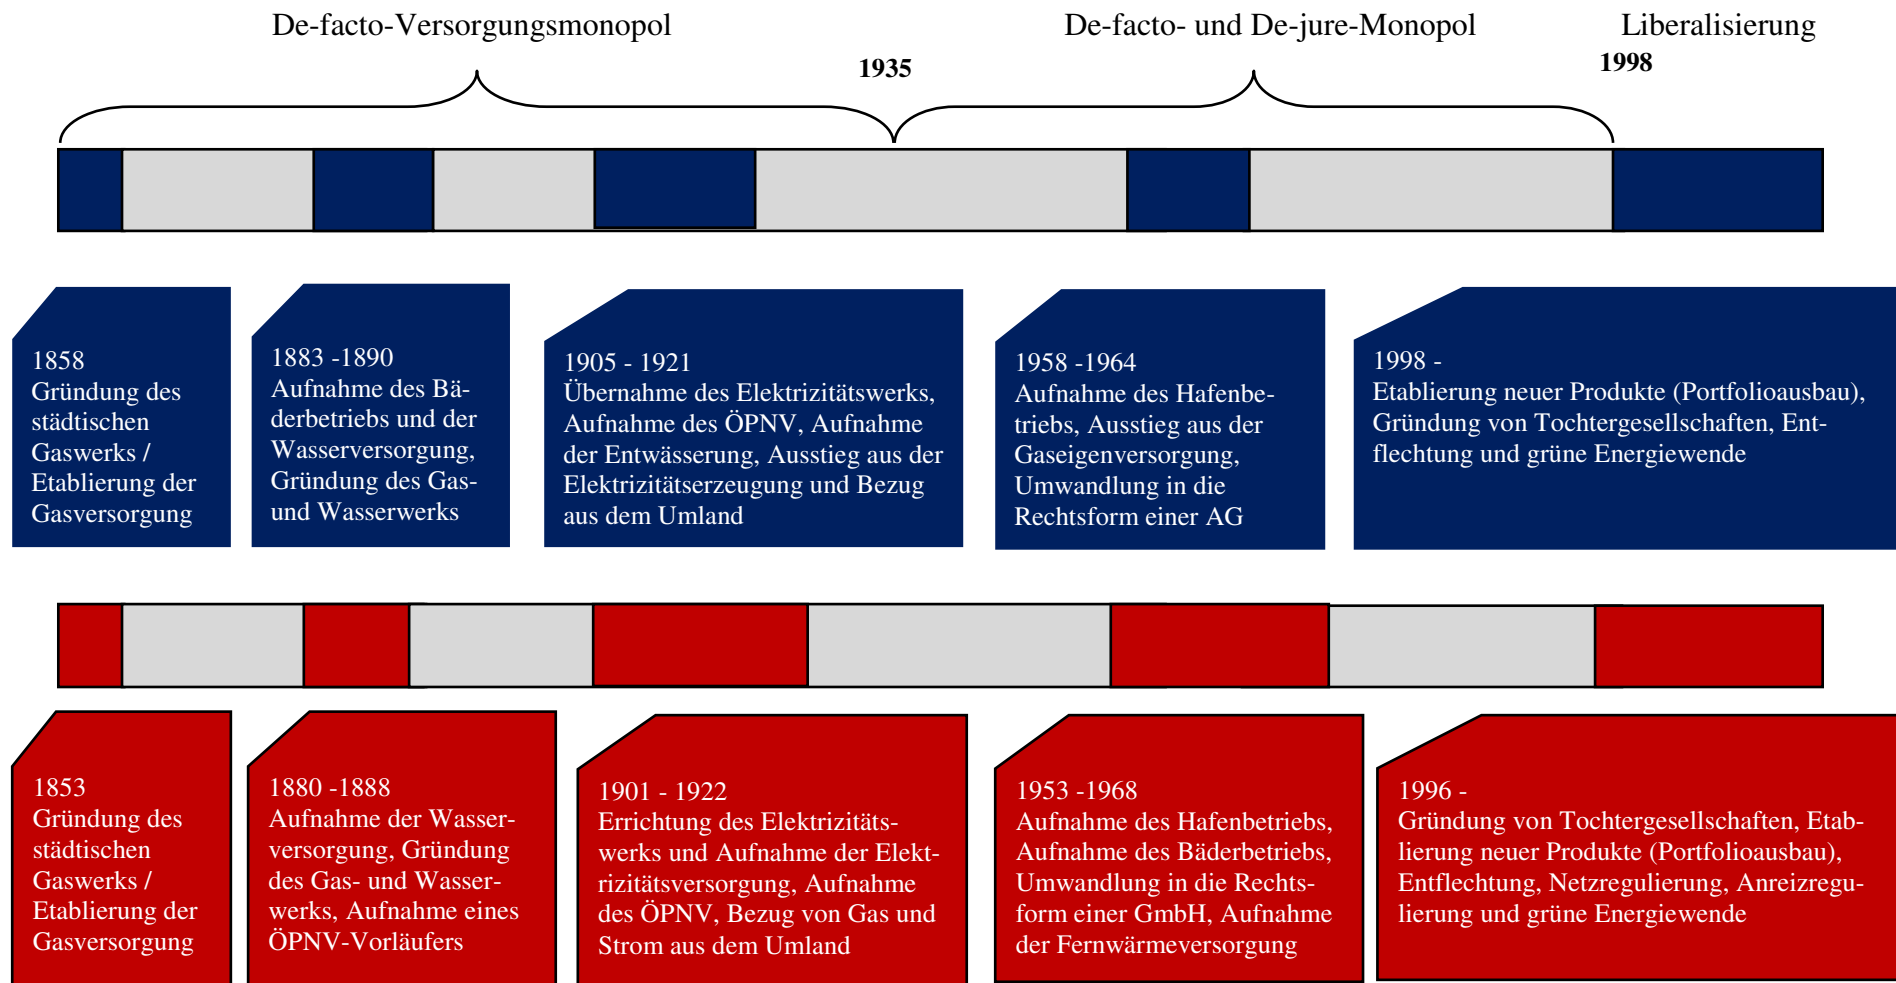 De-facto-Versorgungsmonopol
De-facto- und De-jure-Monopol
Liberalisierung
1935
1998
1858
Gründung des
städtischen
Gaswerks /
Etablierung der
Gasversorgung
1883 -1890
Aufnahme des Bä-
derbetriebs und der
Wasserversorgung,
Gründung des Gas-
und Wasserwerks
1905 - 1921
Übernahme des Elektrizitätswerks,
Aufnahme des ÖPNV, Aufnahme
der Entwässerung, Ausstieg aus der
Elektrizitätserzeugung und Bezug
aus dem Umland
1958 -1964
Aufnahme des Hafenbe-
triebs, Ausstieg aus der
Gaseigenversorgung,
Umwandlung in die
Rechtsform einer AG
1998 -
Etablierung neuer Produkte (Portfolioausbau),
Gründung von Tochtergesellschaften, Ent-
flechtung und grüne Energiewende
1853
Gründung des
städtischen
Gaswerks /
Etablierung der
Gasversorgung
1880 -1888
Aufnahme der Wasser-
versorgung, Gründung
des Gas- und Wasser-
werks, Aufnahme eines
ÖPNV-Vorläufers
1901 - 1922
Errichtung des Elektrizitäts-
werks und Aufnahme der Elekt-
rizitätsversorgung, Aufnahme
des ÖPNV, Bezug von Gas und
Strom aus dem Umland
1953 -1968
Aufnahme des Hafenbetriebs,
Aufnahme des Bäderbetriebs,
Umwandlung in die Rechts-
form einer GmbH, Aufnahme
der Fernwärmeversorgung
1996 -
Gründung von Tochtergesellschaften, Etab-
lierung neuer Produkte (Portfolioausbau),
Entflechtung, Netzregulierung, Anreizregu-
lierung und grüne Energiewende